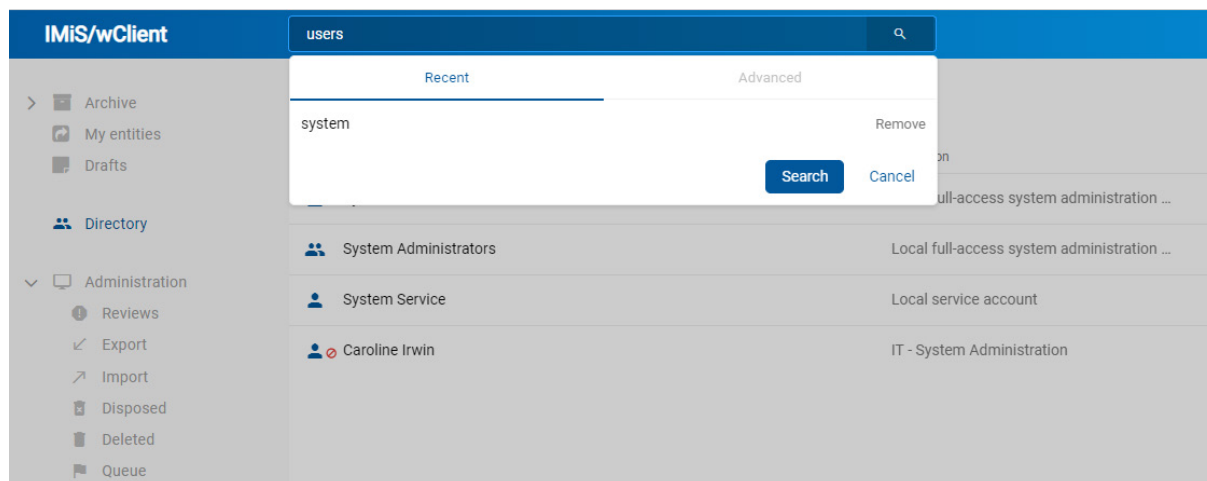 IMiS/wClient
users
Recent
Advanced
system
Remove
Search
Cancel
Archive
My entities
Drafts
Directory
Administration
Reviews
Export
Import
Disposed
Deleted
Queue
full-access system administration ...
System Administrators
Local full-access system administration ...
System Service
Local service account
Caroline Irwin
IT - System Administration